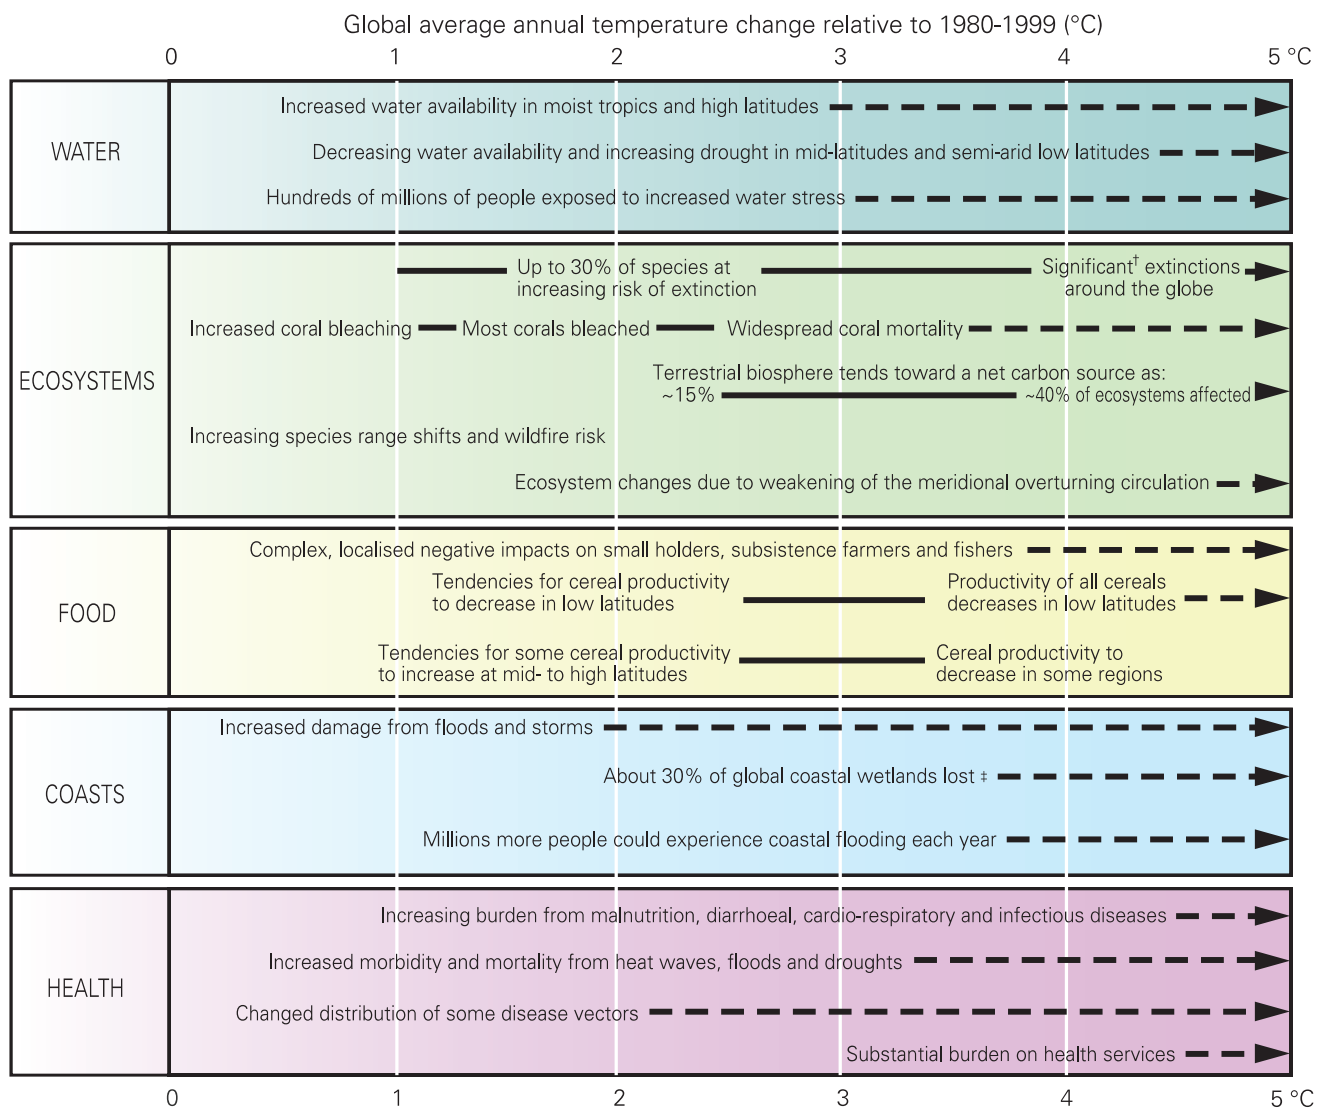 Global average annual temperature change relative to 1980-1999 (°C)
0 1 2 3 4 5 °C
WATER
Increased water availability in moist tropics and high latitudes
Decreasing water availability and increasing drought in mid-latitudes and semi-arid low latitudes
Hundreds of millions of people exposed to increased water stress
ECOSYSTEMS
Up to 30% of species at
increasing risk of extinction
Significant† extinctions
around the globe
Increased coral bleaching Most corals bleached Widespread coral mortality
Terrestrial biosphere tends toward a net carbon source as:
~15% ~40% of ecosystems affected
Increasing species range shifts and wildfire risk
Ecosystem changes due to weakening of the meridional overturning circulation
FOOD
Complex, localised negative impacts on small holders, subsistence farmers and fishers
Tendencies for cereal productivity
to decrease in low latitudes
Productivity of all cereals
decreases in low latitudes
Tendencies for some cereal productivity
to increase at mid- to high latitudes
Cereal productivity to
decrease in some regions
COASTS
Increased damage from floods and storms
About 30% of global coastal wetlands lost ‡
Millions more people could experience coastal flooding each year
HEALTH
Increasing burden from malnutrition, diarrhoeal, cardio-respiratory and infectious diseases
Increased morbidity and mortality from heat waves, floods and droughts
Changed distribution of some disease vectors
Substantial burden on health services
0 1 2 3 4 5 °C